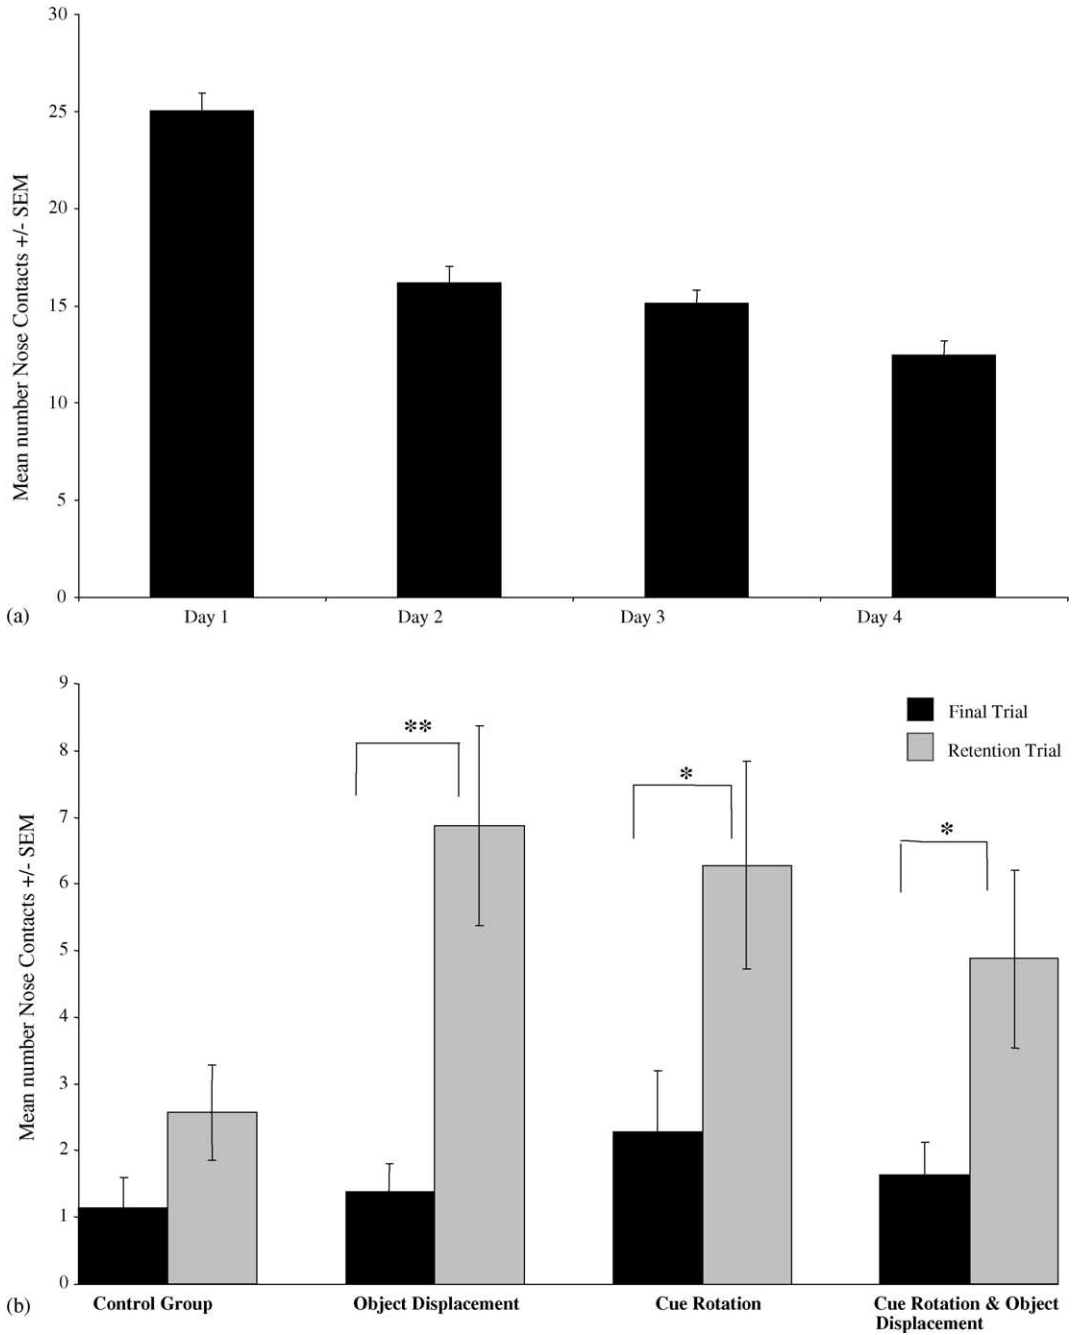 Mean number Nose Contacts +/- SEM
30
25
20
15
10
5
0
Day 1 Day 2 Day 3 Day 4
(a)
Mean number Nose Contacts +/- SEM
9
8
7
6
5
4
3
2
1
0
** * *
Final Trial
Retention Trial
Control Group Object Displacement Cue Rotation Cue Rotation & Object
Displacement
(b)